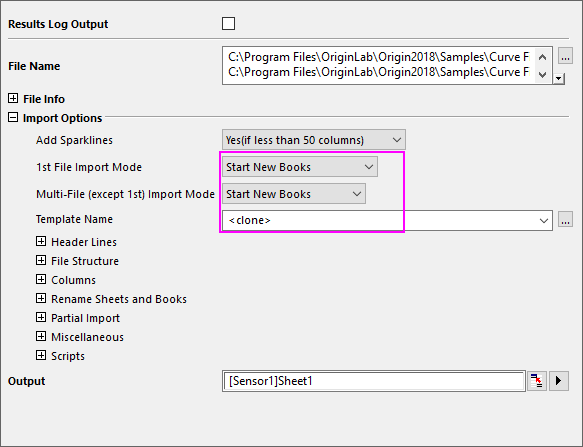 Results Log Output
File Name
C:\Program Files\OriginLab\Origin2018\Samples\Curve F
C:\Program Files\OriginLab\Origin2018\Samples\Curve F
...
File Info
Import Options
Add Sparklines Yes(if less than 50 columns)
1st File Import Mode Start New Books
Multi-File (except 1st) Import Mode Start New Books
Template Name <clone> ...
Header Lines
File Structure
Columns
Rename Sheets and Books
Partial Import
Miscellaneous
Scripts
Output [Sensor1]Sheet1